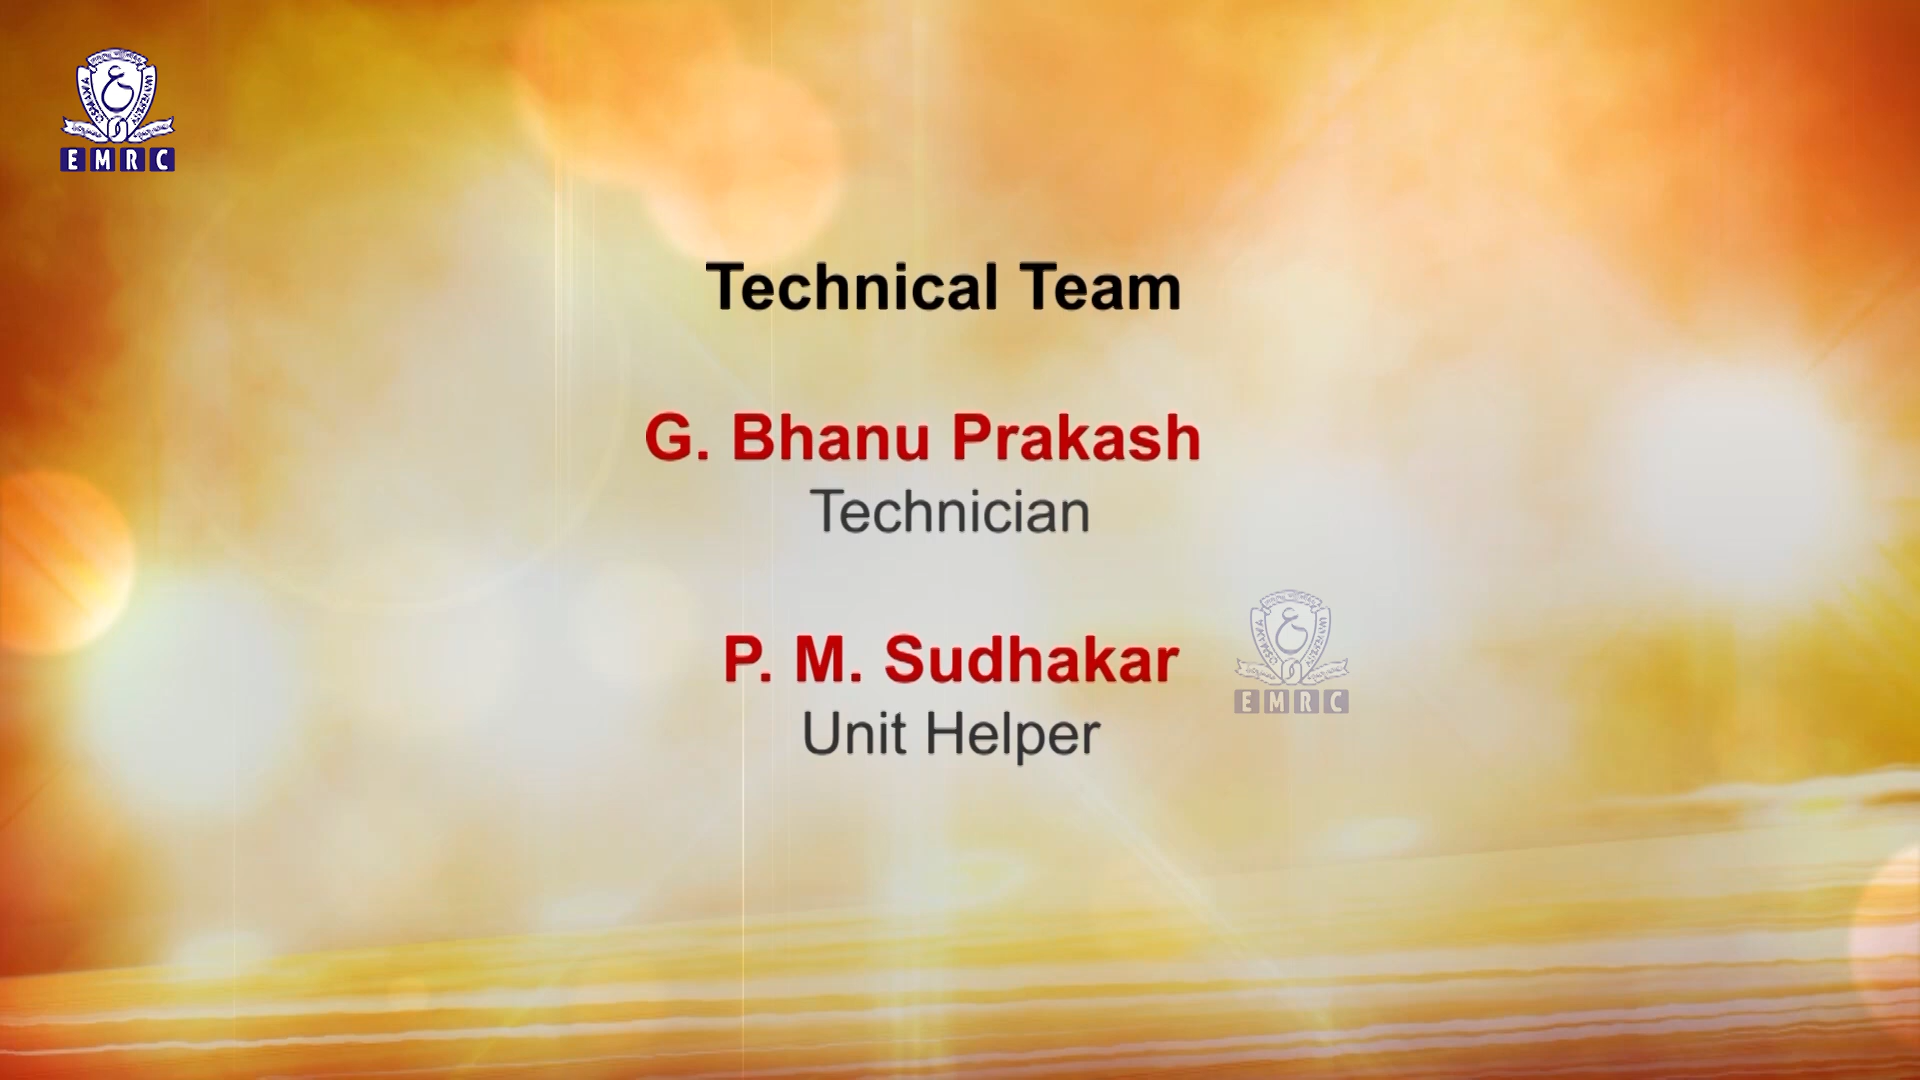 EMRC
Technical Team
G. Bhanu Prakash
Technician
P. M. Sudhakar
EMRC
Unit Helper